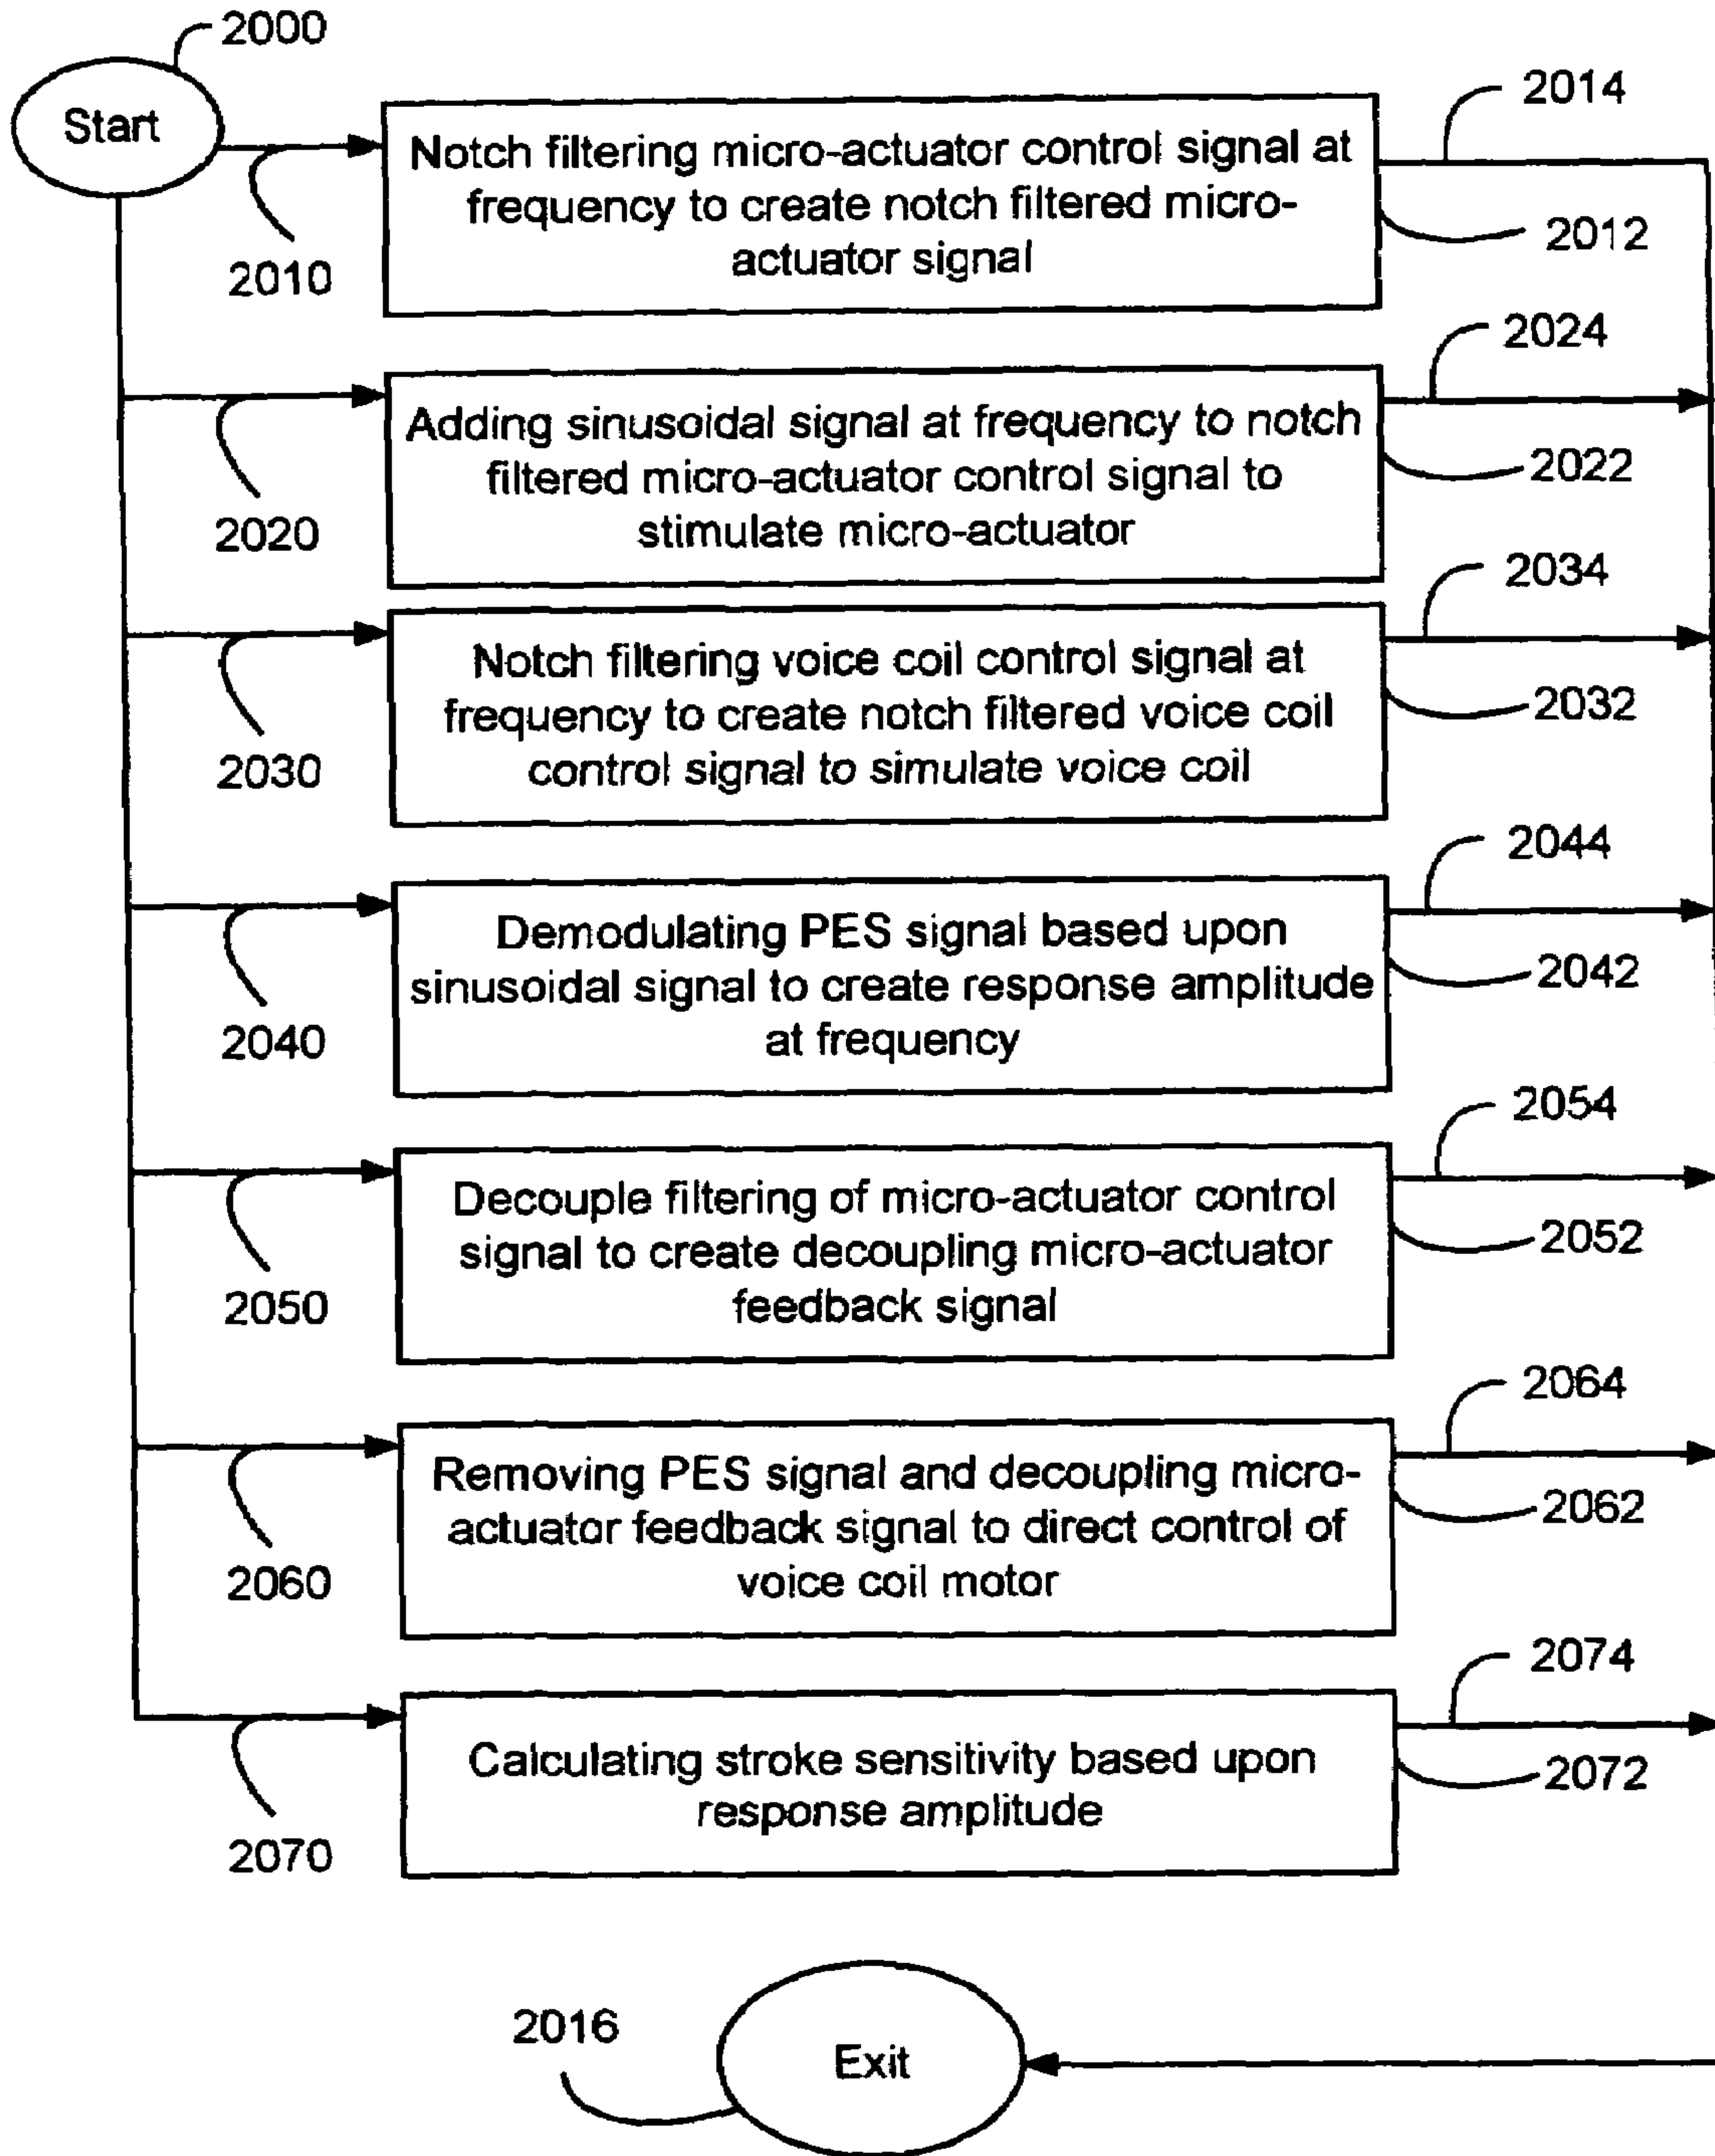 2000
Start
2014
Notch filtering micro-actuator control signal at
frequency to create notch filtered micro-
actuator signal
2012
2010
2024
Adding sinusoidal signal at frequency to notch
filtered micro-actuator control signal to
stimulate micro-actuator
2022
2020
2034
Notch filtering voice coil control signal at
frequency to create notch filtered voice coil
control signal to simulate voice coil
2032
2030
2044
Demodulating PES signal based upon
sinusoidal signal to create response amplitude
at frequency
2042
2040
2054
Decouple filtering of micro-actuator control
signal to create decoupling micro-actuator
feedback signal
2052
2050
2064
Removing PES signal and decoupling micro-
actuator feedback signal to direct control of
voice coil motor
2062
2060
2074
Calculating stroke sensitivity based upon
response amplitude
2072
2070
2016
Exit